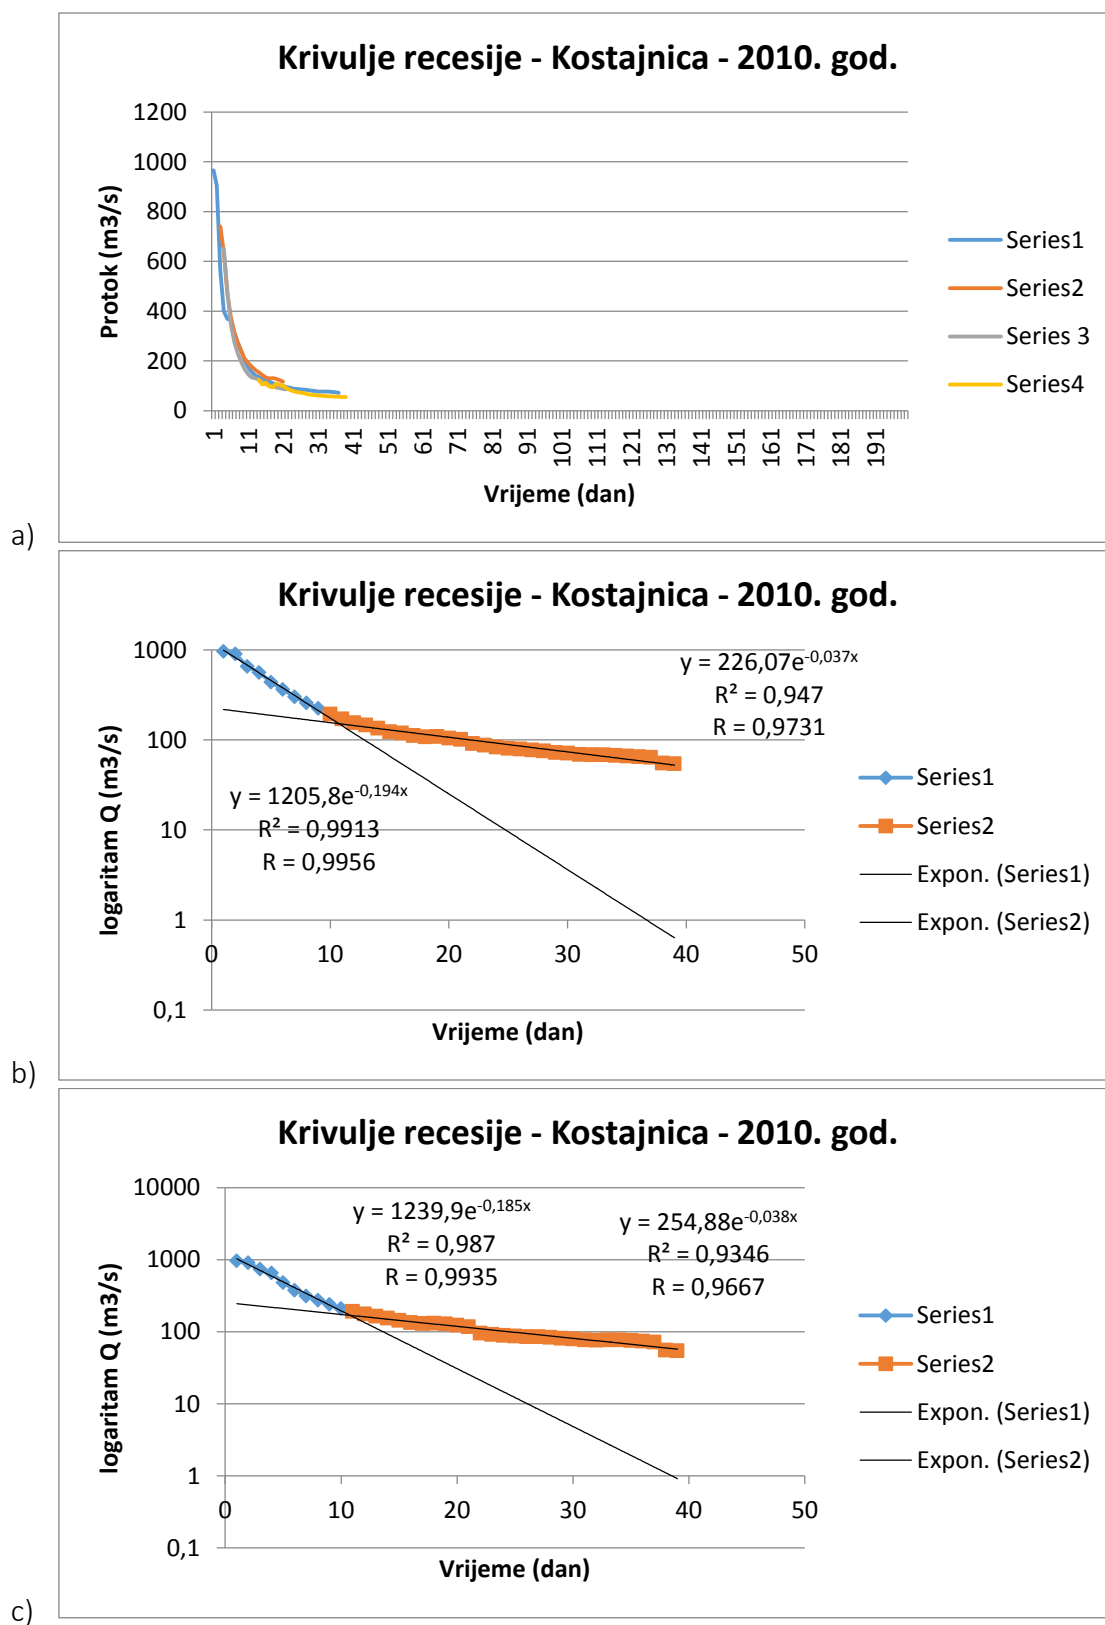 Krivulje recesije - Kostajnica - 2010. god.
1200
1000
800
600
400
200
0
Protok (m3/s)
1 11 21 31 41 51 61 71 81 91 101 111 121 131 141 151 161 171 181 191
Vrijeme (dan)
Series1
Series2
Series 3
Series4
a)
Krivulje recesije - Kostajnica - 2010. god.
1000
100
10
1
0,1
logaritam Q (m3/s)
y = 226,07e-0,037x
R² = 0,947
R = 0,9731
y = 1205,8e-0,194x
R² = 0,9913
R = 0,9956
0 10 20 30 40 50
Vrijeme (dan)
Series1
Series2
Expon. (Series1)
Expon. (Series2)
b)
Krivulje recesije - Kostajnica - 2010. god.
10000
1000
100
10
1
0,1
logaritam Q (m3/s)
y = 1239,9e-0,185x
R² = 0,987
R = 0,9935
y = 254,88e-0,038x
R² = 0,9346
R = 0,9667
0 10 20 30 40 50
Vrijeme (dan)
Series1
Series2
Expon. (Series1)
Expon. (Series2)
c)